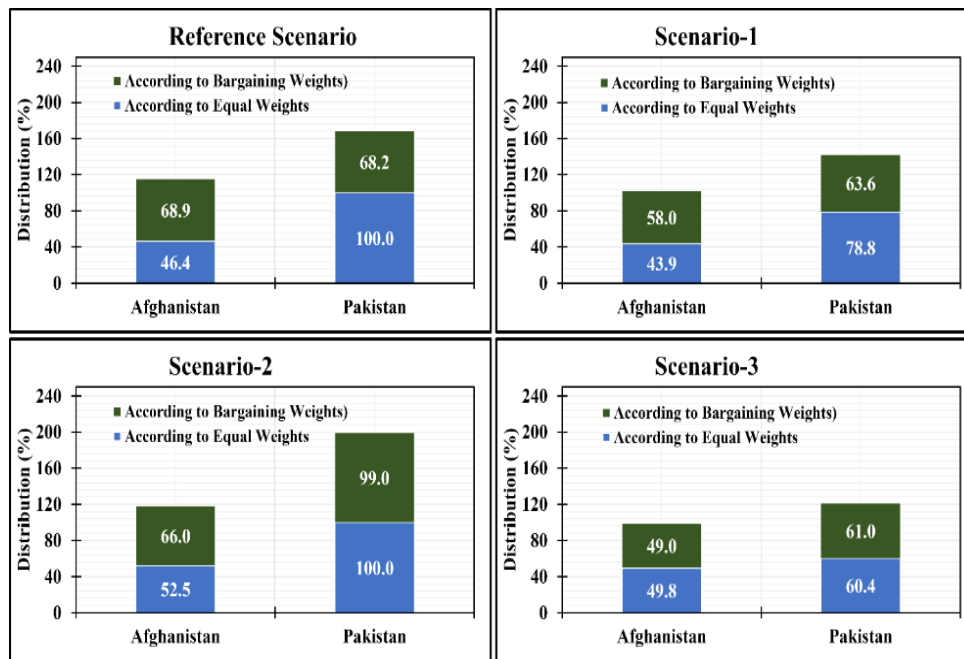 Reference Scenario
Distribution (%)
240
200
160
120
80
40
0
According to Bargaining Weights)
According to Equal Weights
68.9
46.4
68.2
100.0
Afghanistan
Pakistan
Scenario-1
Distribution (%)
240
200
160
120
80
40
0
According to Bargaining Weights)
According to Equal Weights
58.0
43.9
63.6
78.8
Afghanistan
Pakistan
Scenario-2
Distribution (%)
240
200
160
120
80
40
0
According to Bargaining Weights)
According to Equal Weights
66.0
52.5
99.0
100.0
Afghanistan
Pakistan
Scenario-3
Distribution (%)
240
200
160
120
80
40
0
According to Bargaining Weights)
According to Equal Weights
49.0
49.8
61.0
60.4
Afghanistan
Pakistan